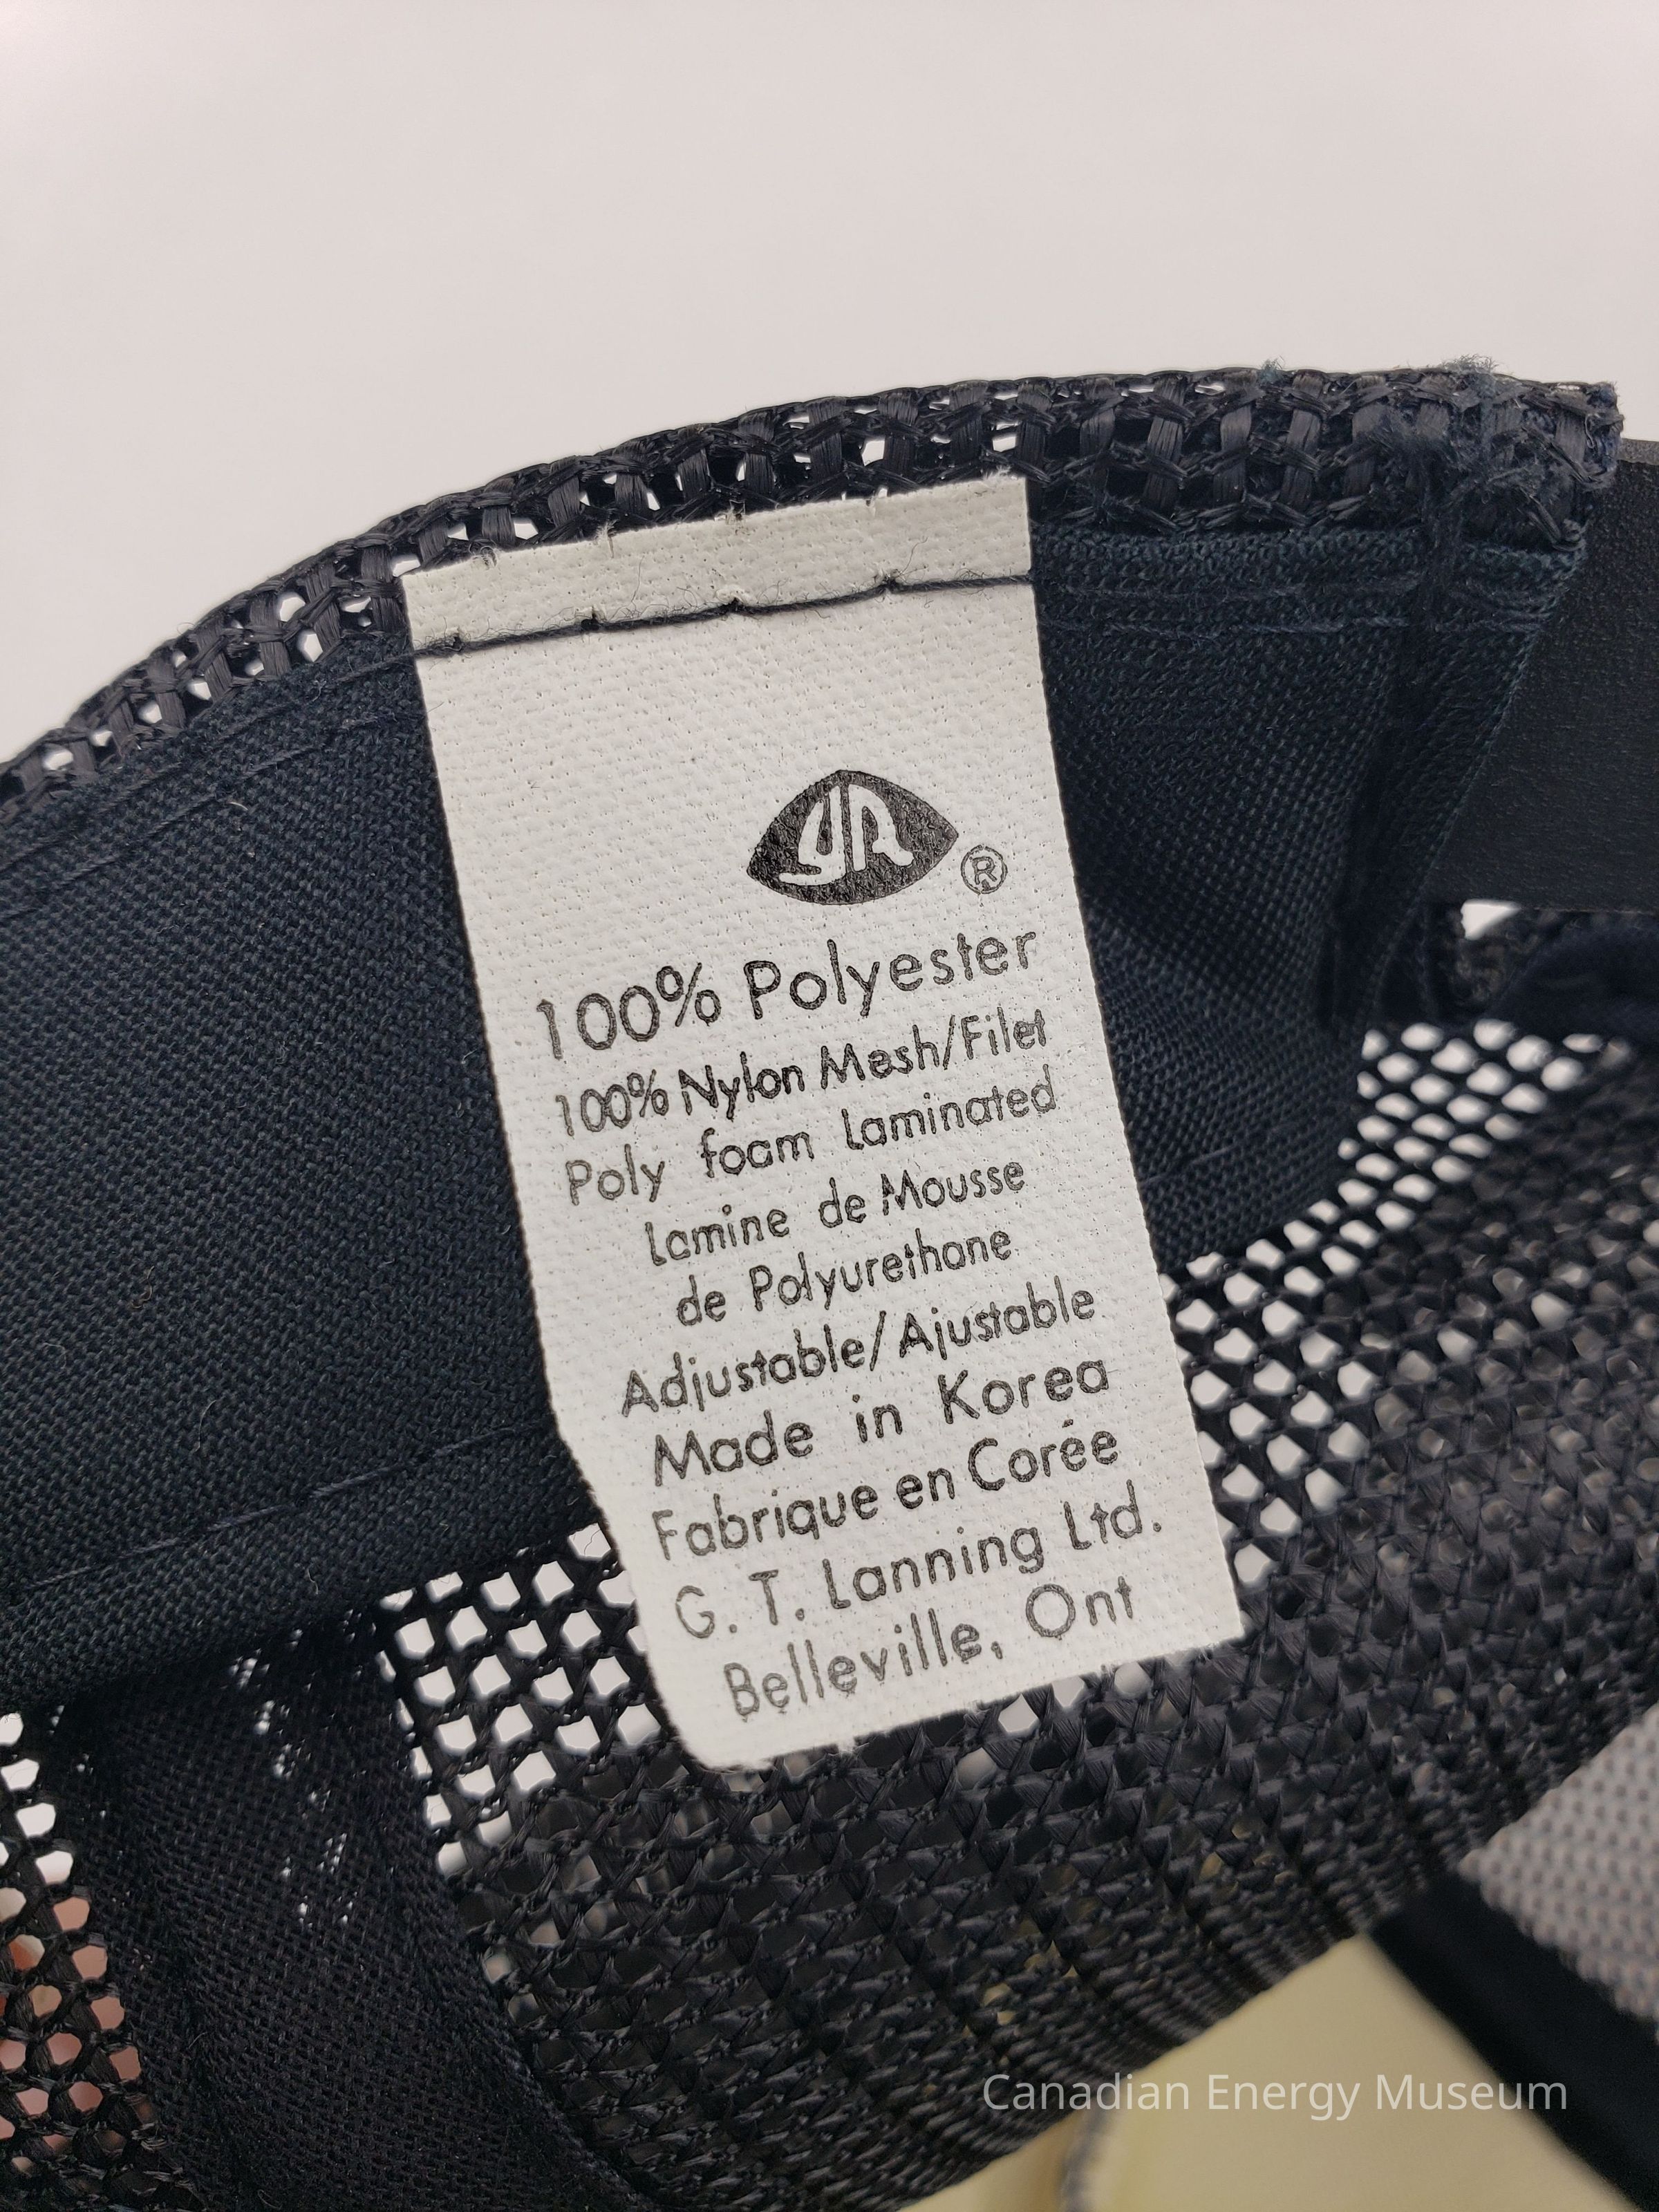 YA ®
100% Polyester
100% Nylon Mesh/Filet
Poly foam Laminated
Lamine de Mousse
de Polyurethane
Adjustable/Ajustable
Made in Korea
Fabrique en Corée
G. T. Lanning Ltd.
Belleville, Ont
Canadian Energy Museum